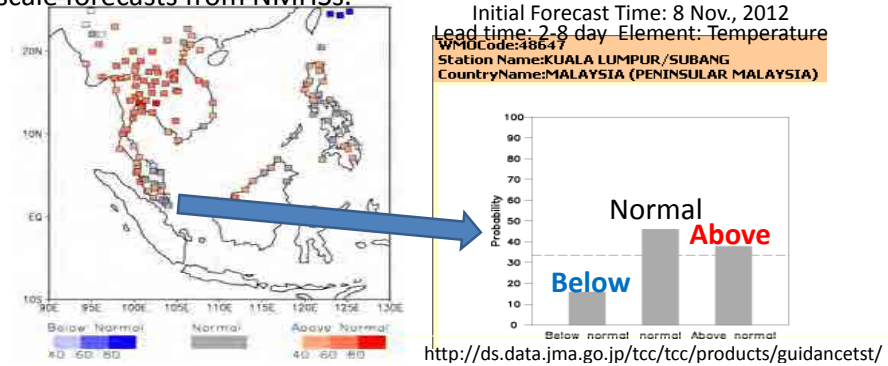 scale forecasts from NMHSs.
Initial Forecast Time: 8 Nov., 2012
Lead time: 2-8 day Element: Temperature
WMOCode:48647
Station Name:KUALA LUMPUR/SUBANG
CountryName:MALAYSIA (PENINSULAR MALAYSIA)
20N
10N
EQ
10S
90E 95E 100E 105E 110E 115E 120E 125E 130E
Below Normal Normal Above Normal
40 60 80 40 60 80
Probability
100
90
80
70
60
50
40
30
20
10
0
Normal
Above
Below
Below normal normal Above normal
http://ds.data.jma.go.jp/tcc/tcc/products/guidancetst/